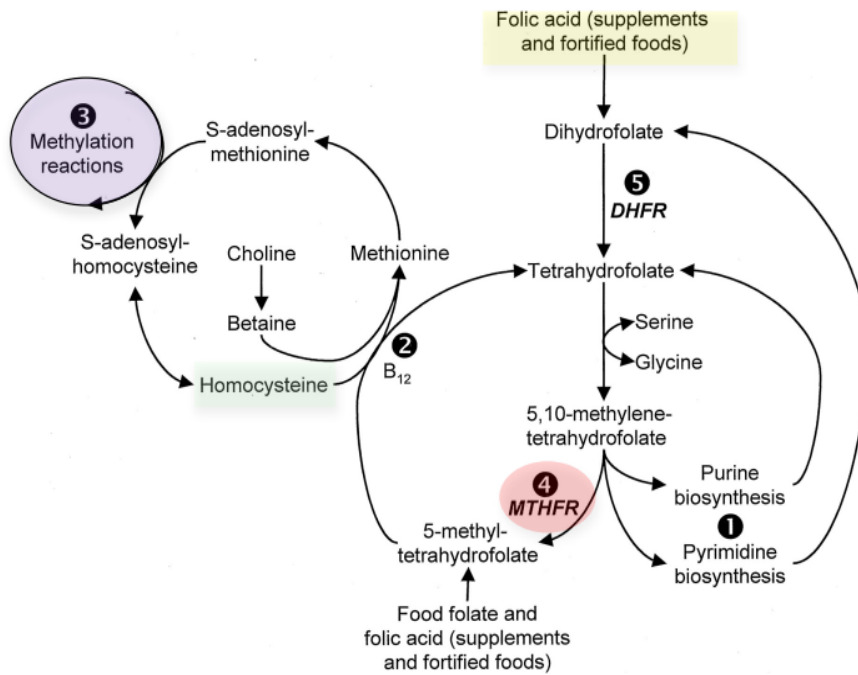 Folic acid (supplements
and fortified foods)
❸
Methylation
reactions
S-adenosyl-
methionine
Dihydrofolate
❺
DHFR
S-adenosyl-
homocysteine
Choline
Methionine
Tetrahydrofolate
Betaine
Serine
❷
B12
Glycine
Homocysteine
5,10-methylene-
tetrahydrofolate
❹
MTHFR
Purine
biosynthesis
❶
Pyrimidine
biosynthesis
5-methyl-
tetrahydrofolate
Food folate and
folic acid (supplements
and fortified foods)